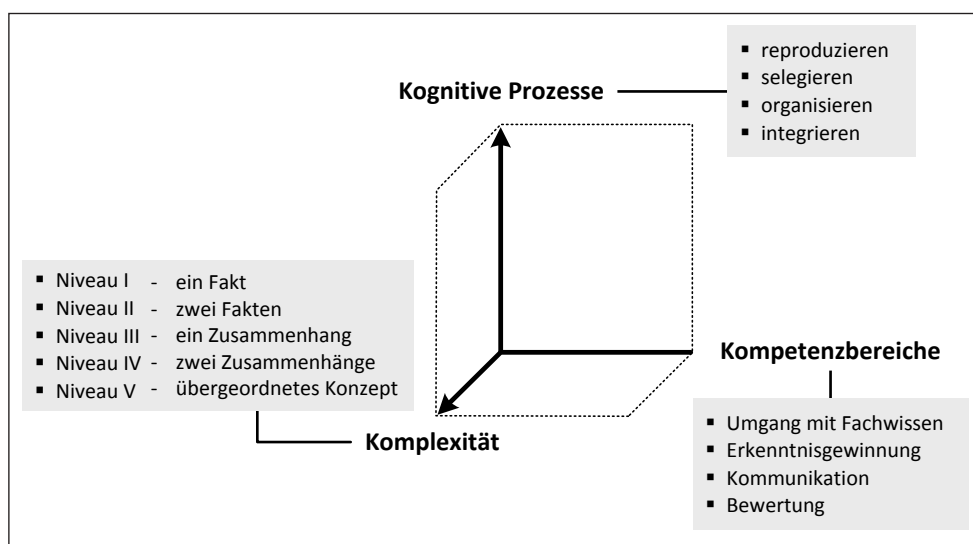 Kognitive Prozesse
▪ reproduzieren
▪ selegieren
▪ organisieren
▪ integrieren
▪ Niveau I - ein Fakt
▪ Niveau II - zwei Fakten
▪ Niveau III - ein Zusammenhang
▪ Niveau IV - zwei Zusammenhänge
▪ Niveau V - übergeordnetes Konzept
Komplexität
Kompetenzbereiche
▪ Umgang mit Fachwissen
▪ Erkenntnisgewinnung
▪ Kommunikation
▪ Bewertung